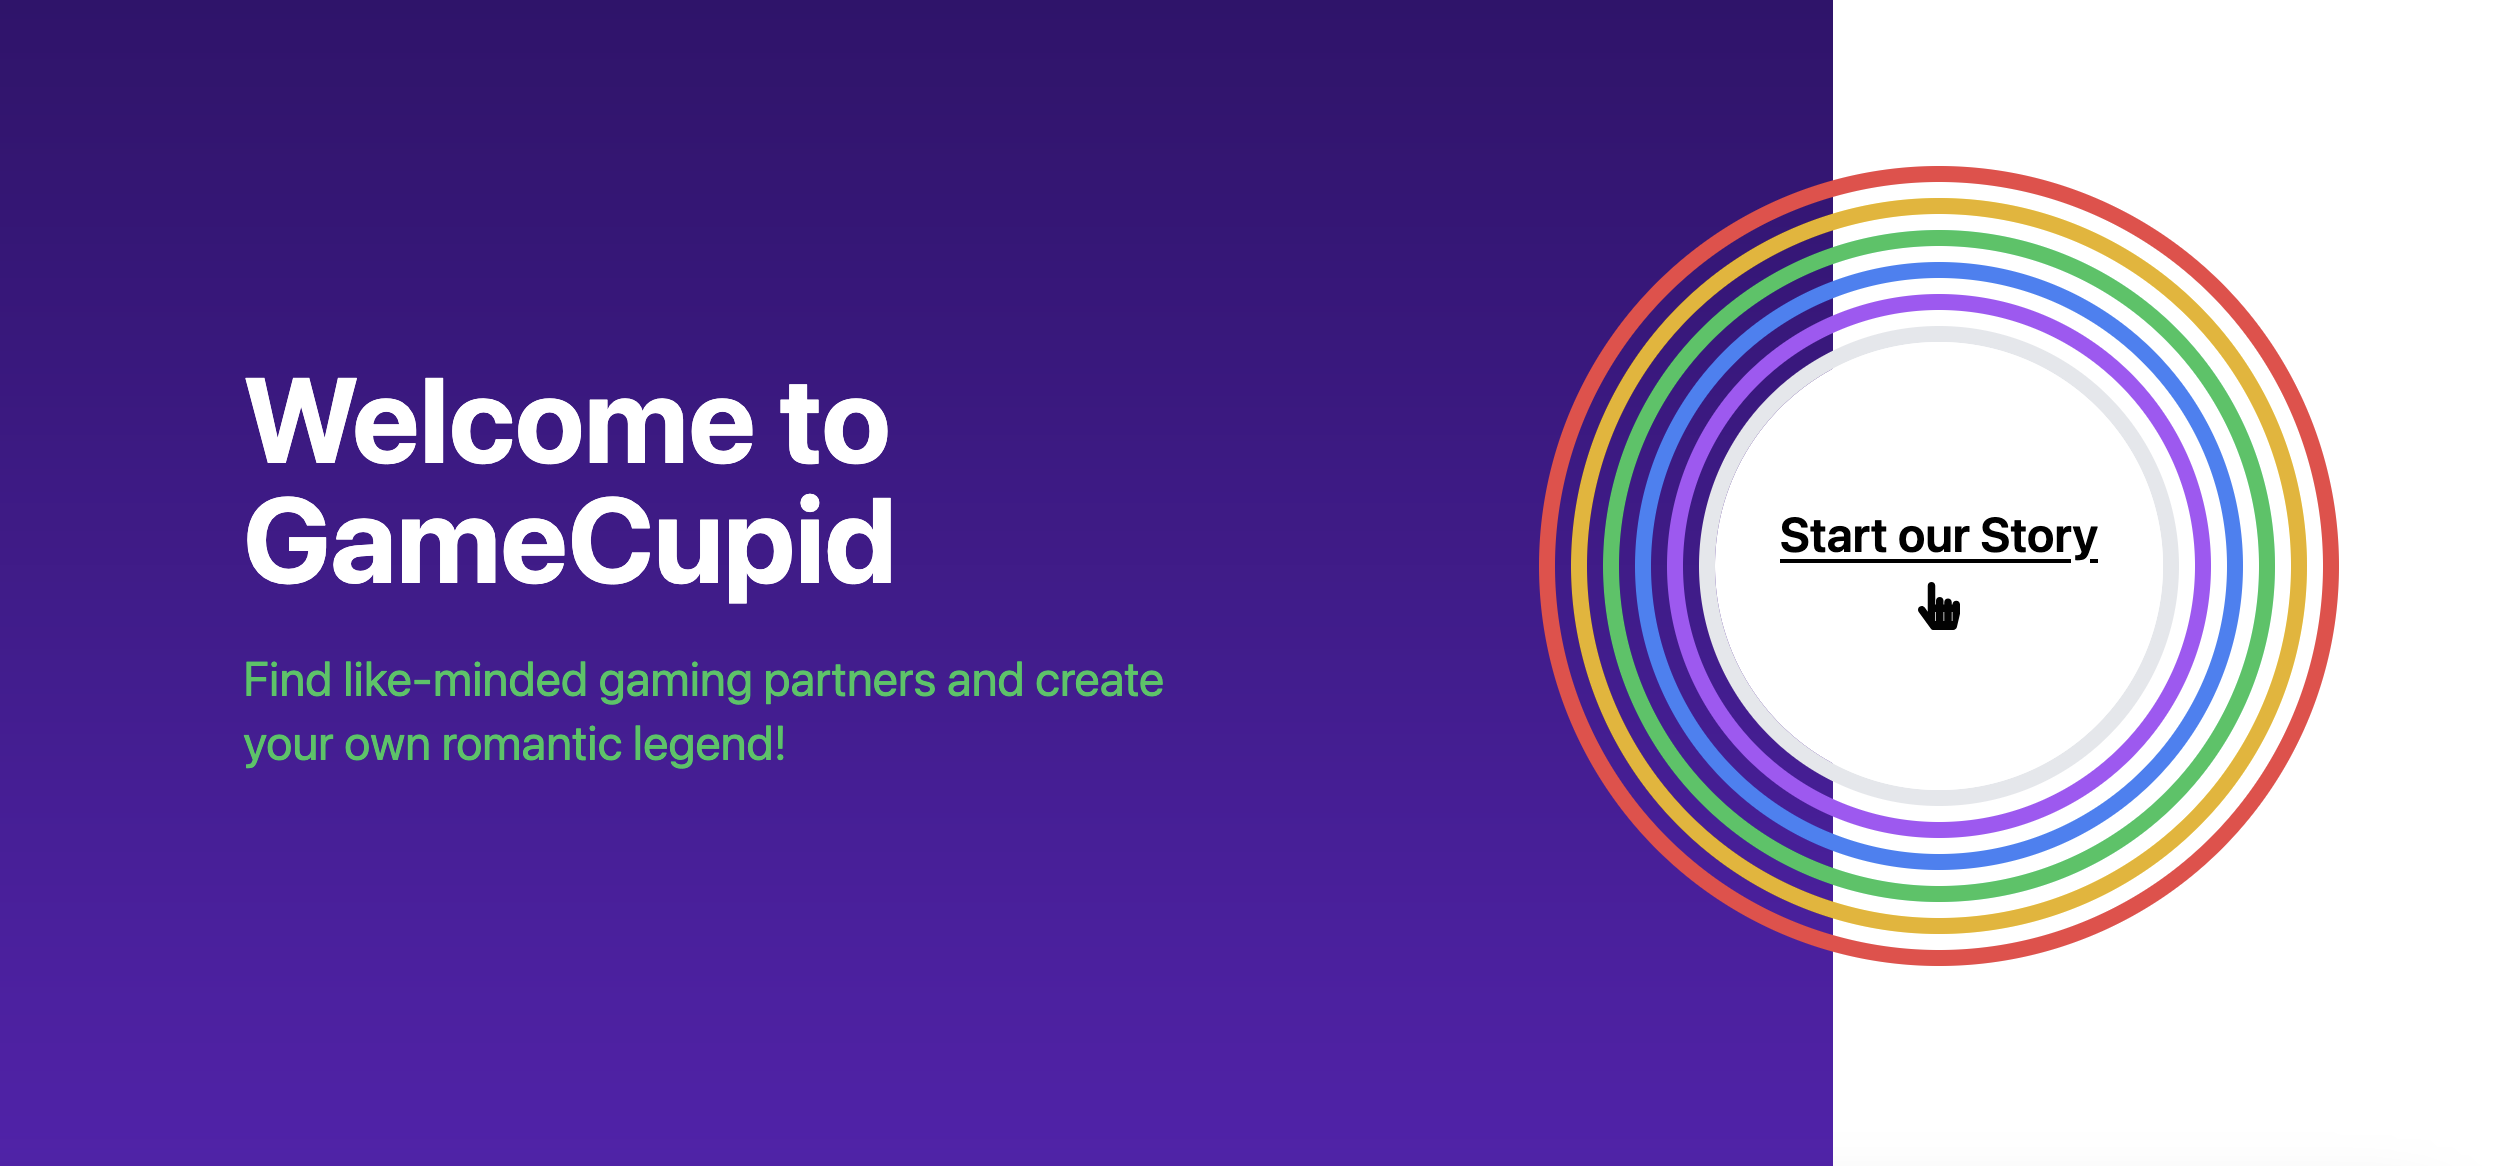 Welcome to
GameCupid
Find like-minded gaming partners and create
your own romantic legend!
Start our Story